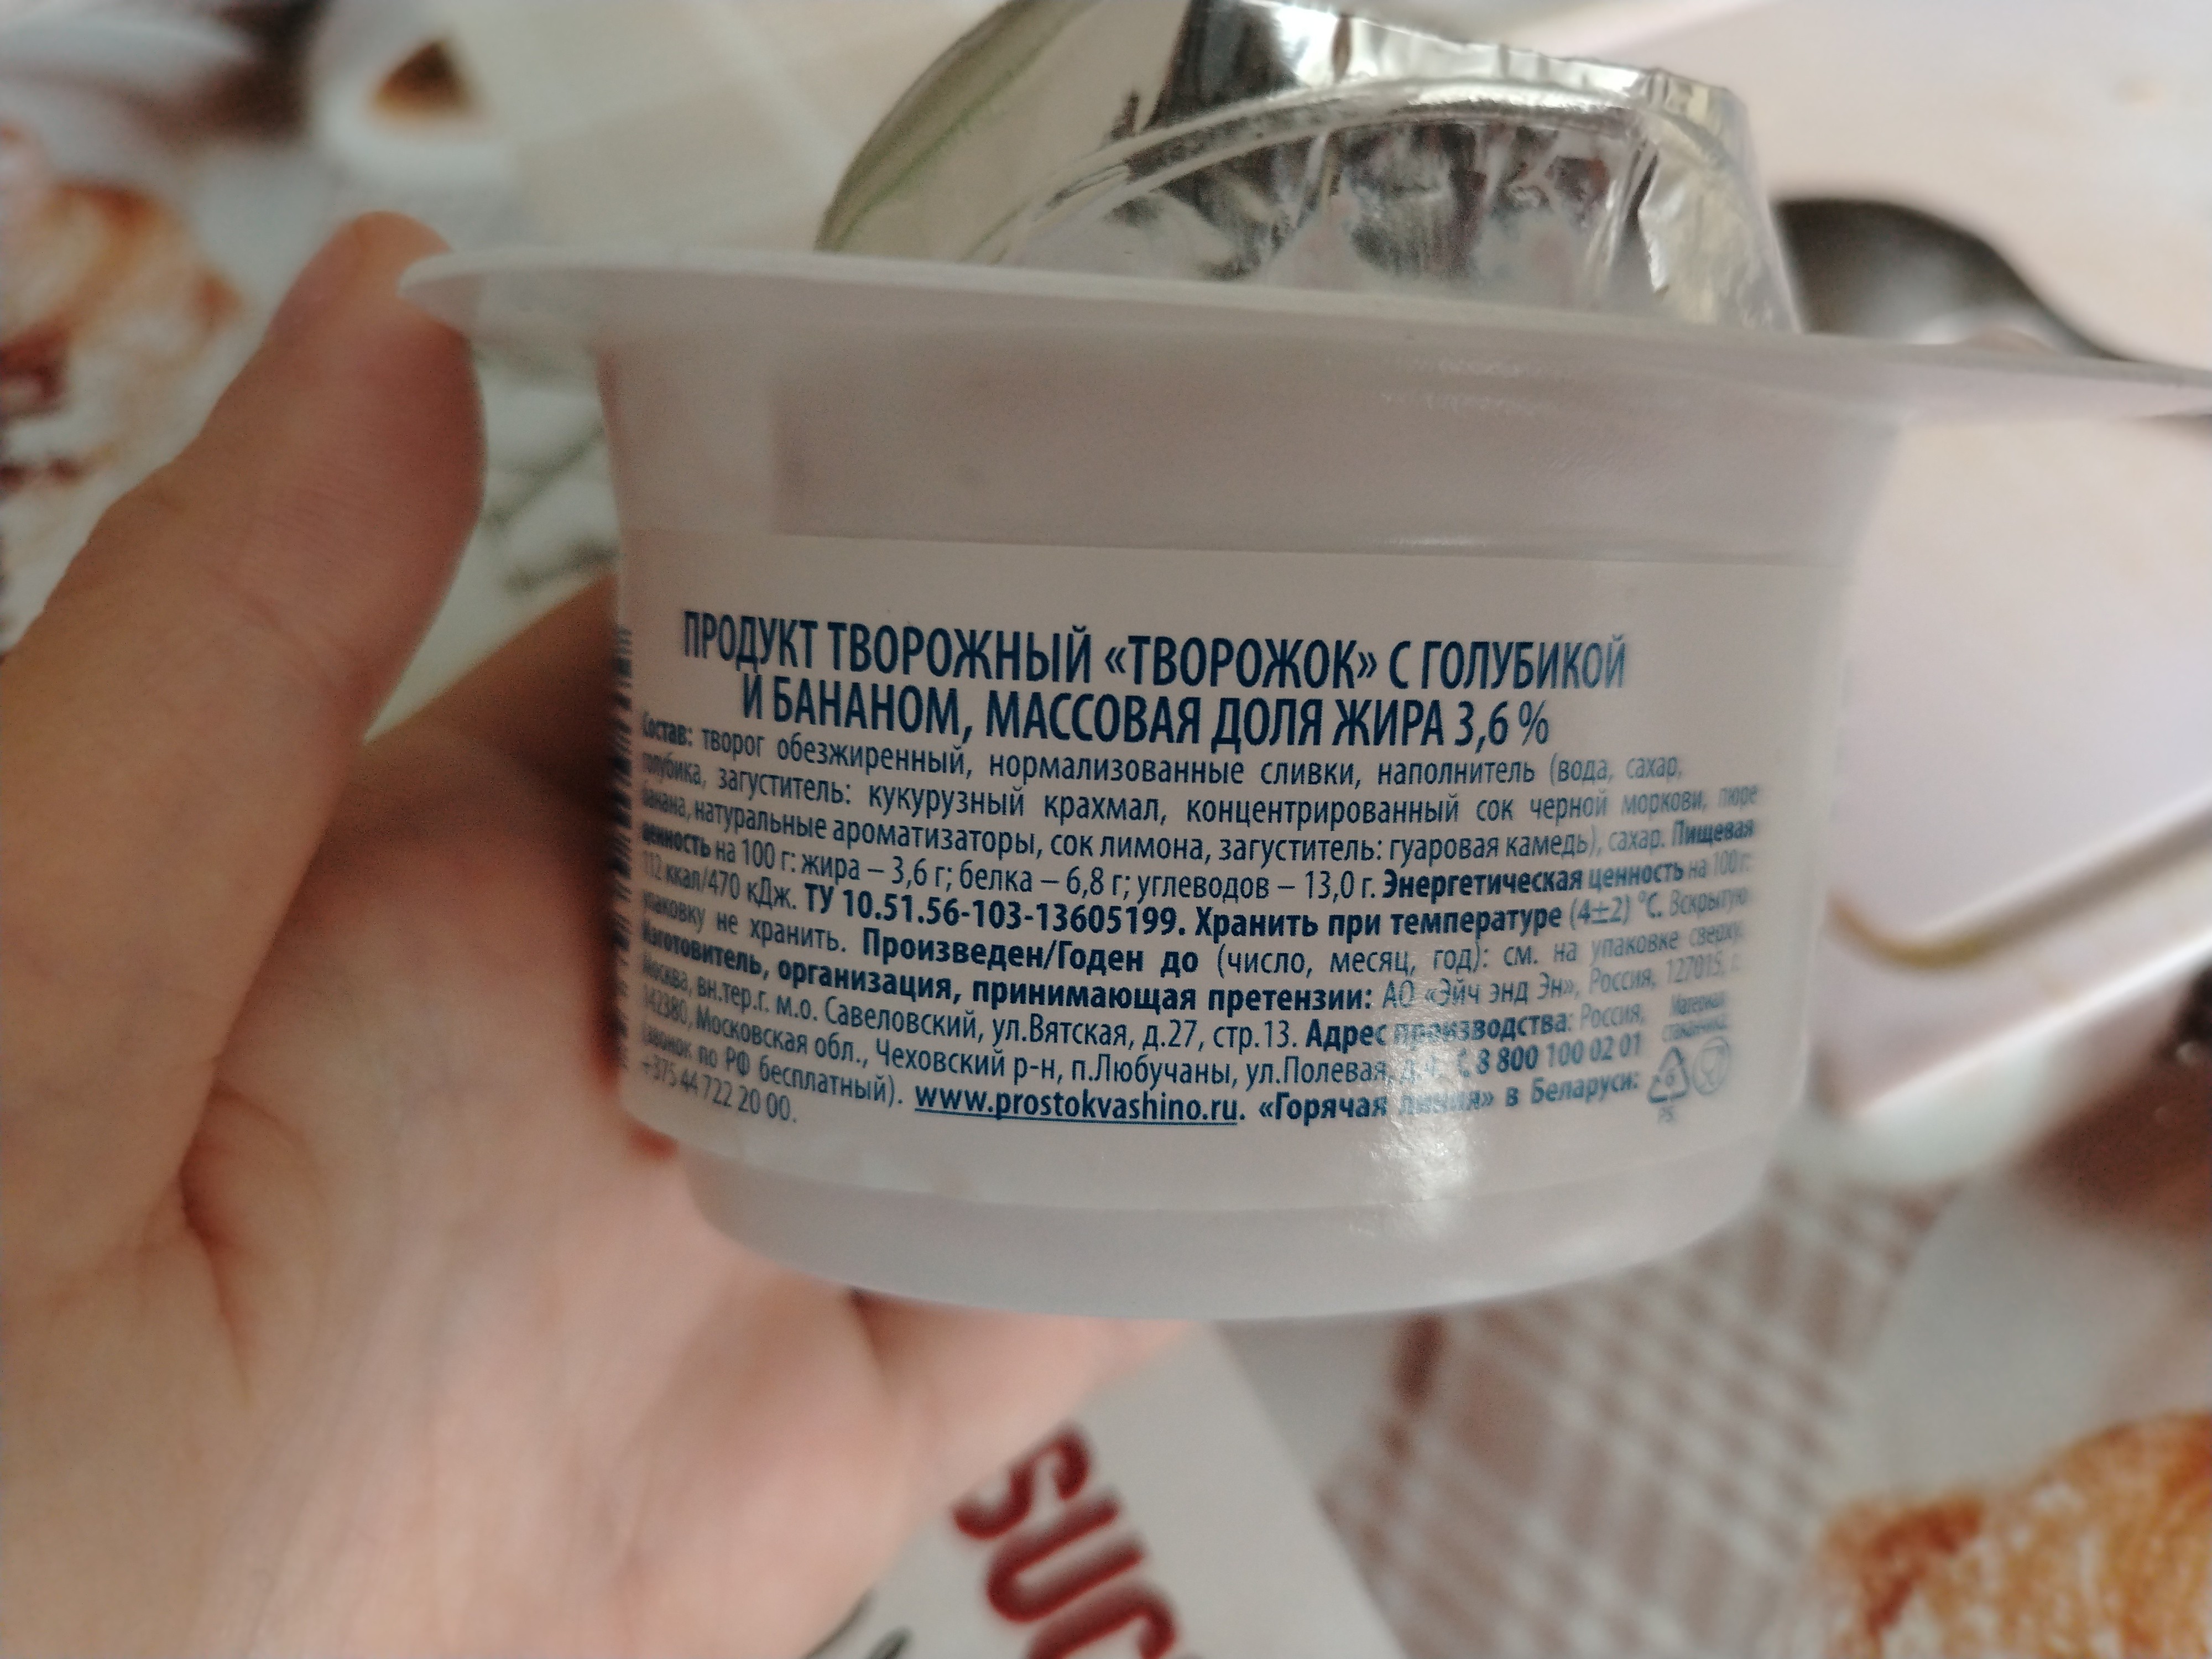 ПРОДУКТ ТВОРОЖНЫЙ «ТВОРОЖОК» С ГОЛУБИКОЙ
И БАНАНОМ, МАССОВАЯ ДОЛЯ ЖИРА 3,6 %
Состав: творог обезжиренный, нормализованные сливки, наполнитель (вода, сахар,
голубика, загуститель: кукурузный крахмал, концентрированный сок черной моркови, пюре
банана, натуральные ароматизаторы, сок лимона, загуститель: гуаровая камедь), сахар. Пищевая
ценность на 100 г: жира – 3,6 г; белка – 6,8 г; углеводов – 13,0 г. Энергетическая ценность на 100 г:
112 ккал/470 кДж. ТУ 10.51.56-103-13605199. Хранить при температуре (4±2) °С. Вскрытую
упаковку не хранить. Произведен/Годен до (число, месяц, год): см. на упаковке сверху.
Изготовитель, организация, принимающая претензии: АО «Эйч энд Эн», Россия, 127015, г.
Москва, вн.тер.г. м.о. Савеловский, ул.Вятская, д.27, стр.13. Адрес производства: Россия,
142380, Московская обл., Чеховский р-н, п.Любучаны, ул.Полевая, 8 800 100 02 01
(звонок по РФ бесплатный). www.prostokvashino.ru. «Горячая линия» в Беларуси:
+375 44 722 20 00.
Материал
стаканчика:
6
PS
SUC